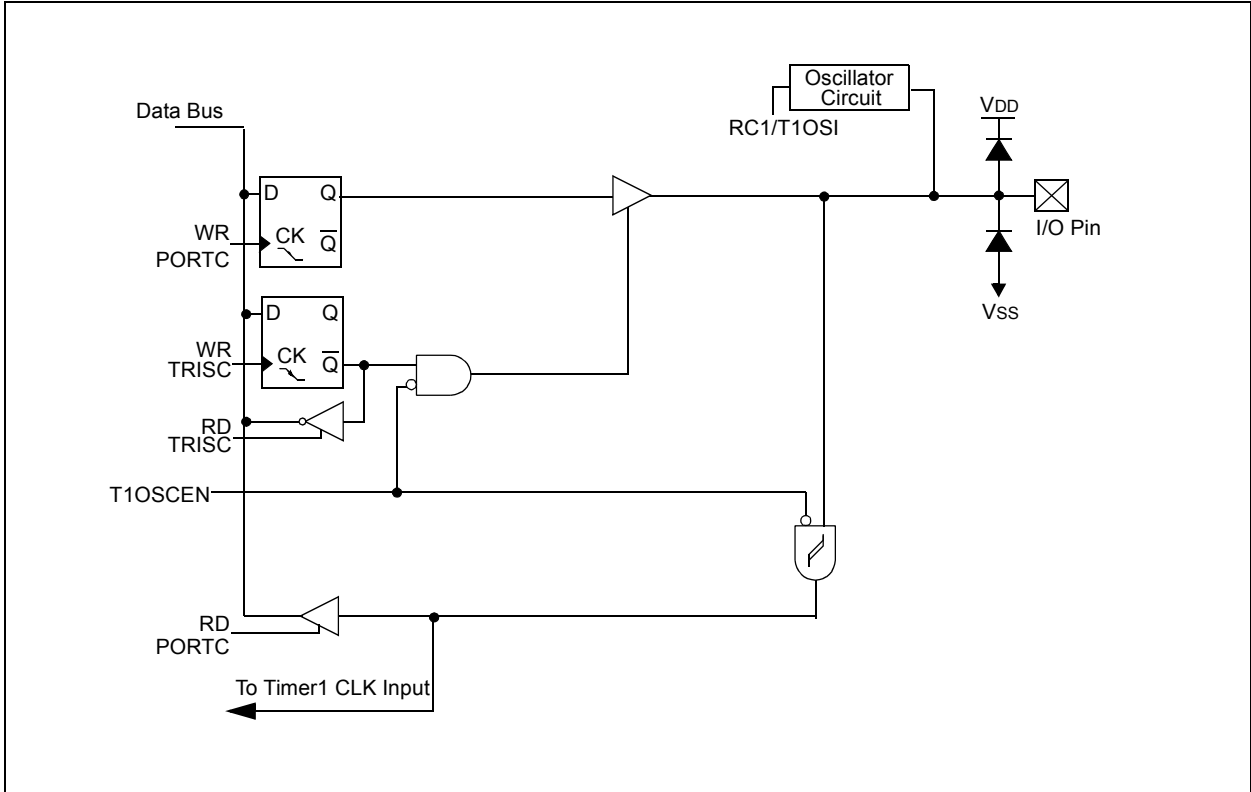 Oscillator
Circuit
Data Bus
VDD
RC1/T1OSI
D Q
WR
PORTC
CK Q̅
I/O Pin
VSS
D Q
WR
TRISC
CK Q̅
RD
TRISC
T1OSCEN
RD
PORTC
To Timer1 CLK Input